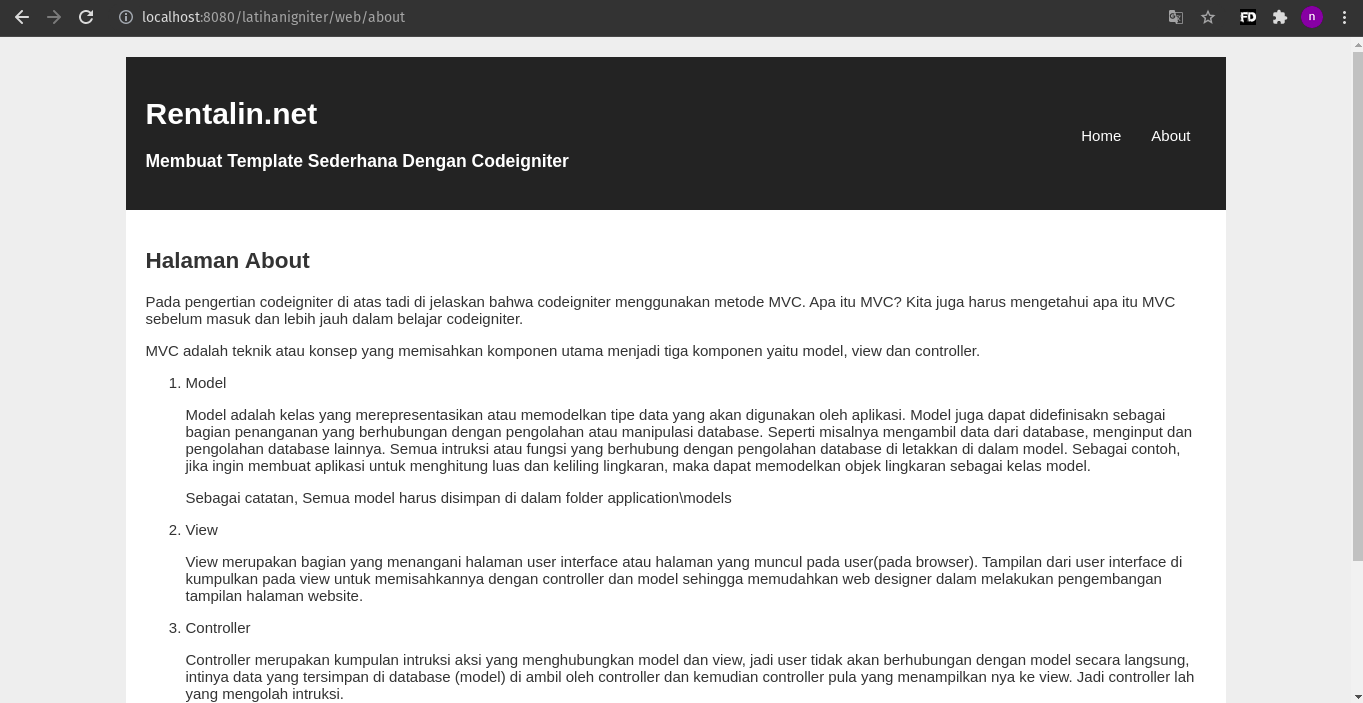 localhost:8080/latihanigniter/web/about
FD
n
Rentalin.net
Home About
Membuat Template Sederhana Dengan Codeigniter
Halaman About
Pada pengertian codeigniter di atas tadi di jelaskan bahwa codeigniter menggunakan metode MVC. Apa itu MVC? Kita juga harus mengetahui apa itu MVC
sebelum masuk dan lebih jauh dalam belajar codeigniter.
MVC adalah teknik atau konsep yang memisahkan komponen utama menjadi tiga komponen yaitu model, view dan controller.
1. Model
Model adalah kelas yang merepresentasikan atau memodelkan tipe data yang akan digunakan oleh aplikasi. Model juga dapat didefinisakn sebagai
bagian penanganan yang berhubungan dengan pengolahan atau manipulasi database. Seperti misalnya mengambil data dari database, menginput dan
pengolahan database lainnya. Semua intruksi atau fungsi yang berhubung dengan pengolahan database di letakkan di dalam model. Sebagai contoh,
jika ingin membuat aplikasi untuk menghitung luas dan keliling lingkaran, maka dapat memodelkan objek lingkaran sebagai kelas model.
Sebagai catatan, Semua model harus disimpan di dalam folder application\models
2. View
View merupakan bagian yang menangani halaman user interface atau halaman yang muncul pada user(pada browser). Tampilan dari user interface di
kumpulkan pada view untuk memisahkannya dengan controller dan model sehingga memudahkan web designer dalam melakukan pengembangan
tampilan halaman website.
3. Controller
Controller merupakan kumpulan intruksi aksi yang menghubungkan model dan view, jadi user tidak akan berhubungan dengan model secara langsung,
intinya data yang tersimpan di database (model) di ambil oleh controller dan kemudian controller pula yang menampilkan nya ke view. Jadi controller lah
yang mengolah intruksi.